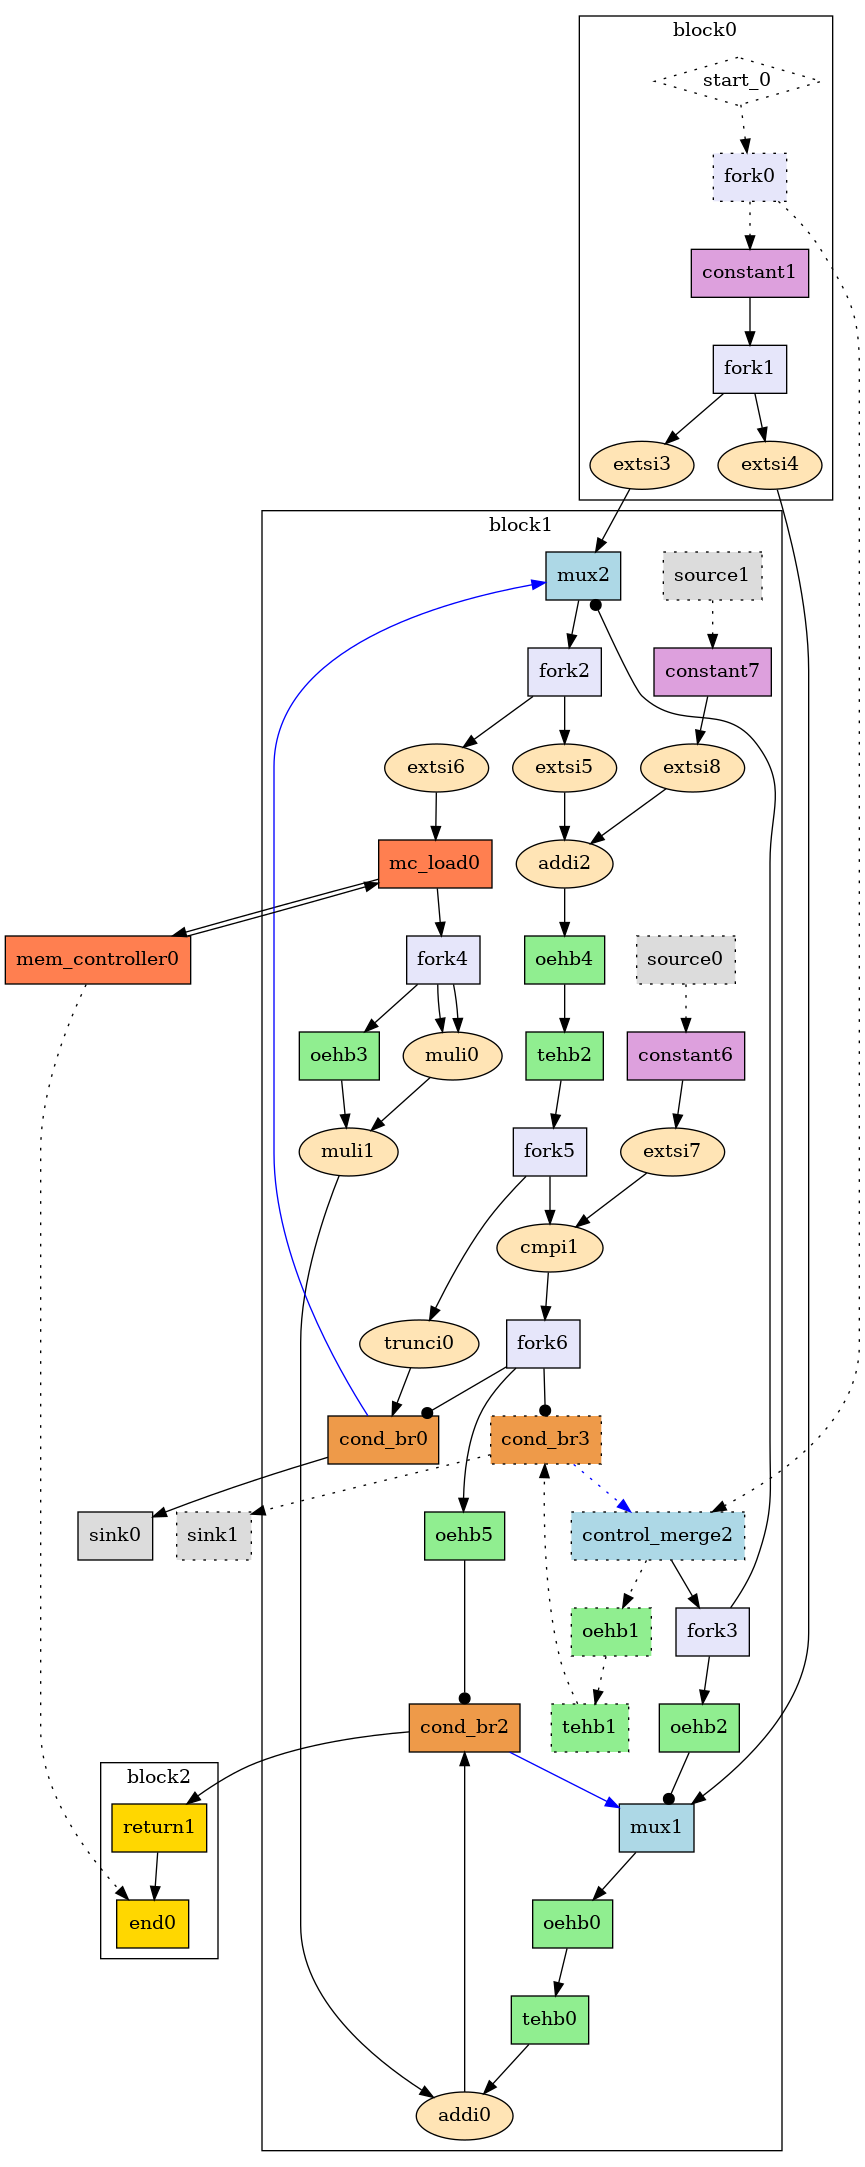 block0
start_0
fork0
constant1
fork1
extsi3
extsi4
block1
mux2
source1
fork2
constant7
extsi6
extsi5
extsi8
mc_load0
addi2
mem_controller0
fork4
oehb4
source0
oehb3
muli0
tehb2
constant6
muli1
fork5
extsi7
cmpi1
trunci0
fork6
cond_br0
cond_br3
sink0
sink1
oehb5
control_merge2
oehb1
fork3
cond_br2
tehb1
oehb2
block2
return1
mux1
end0
oehb0
tehb0
addi0